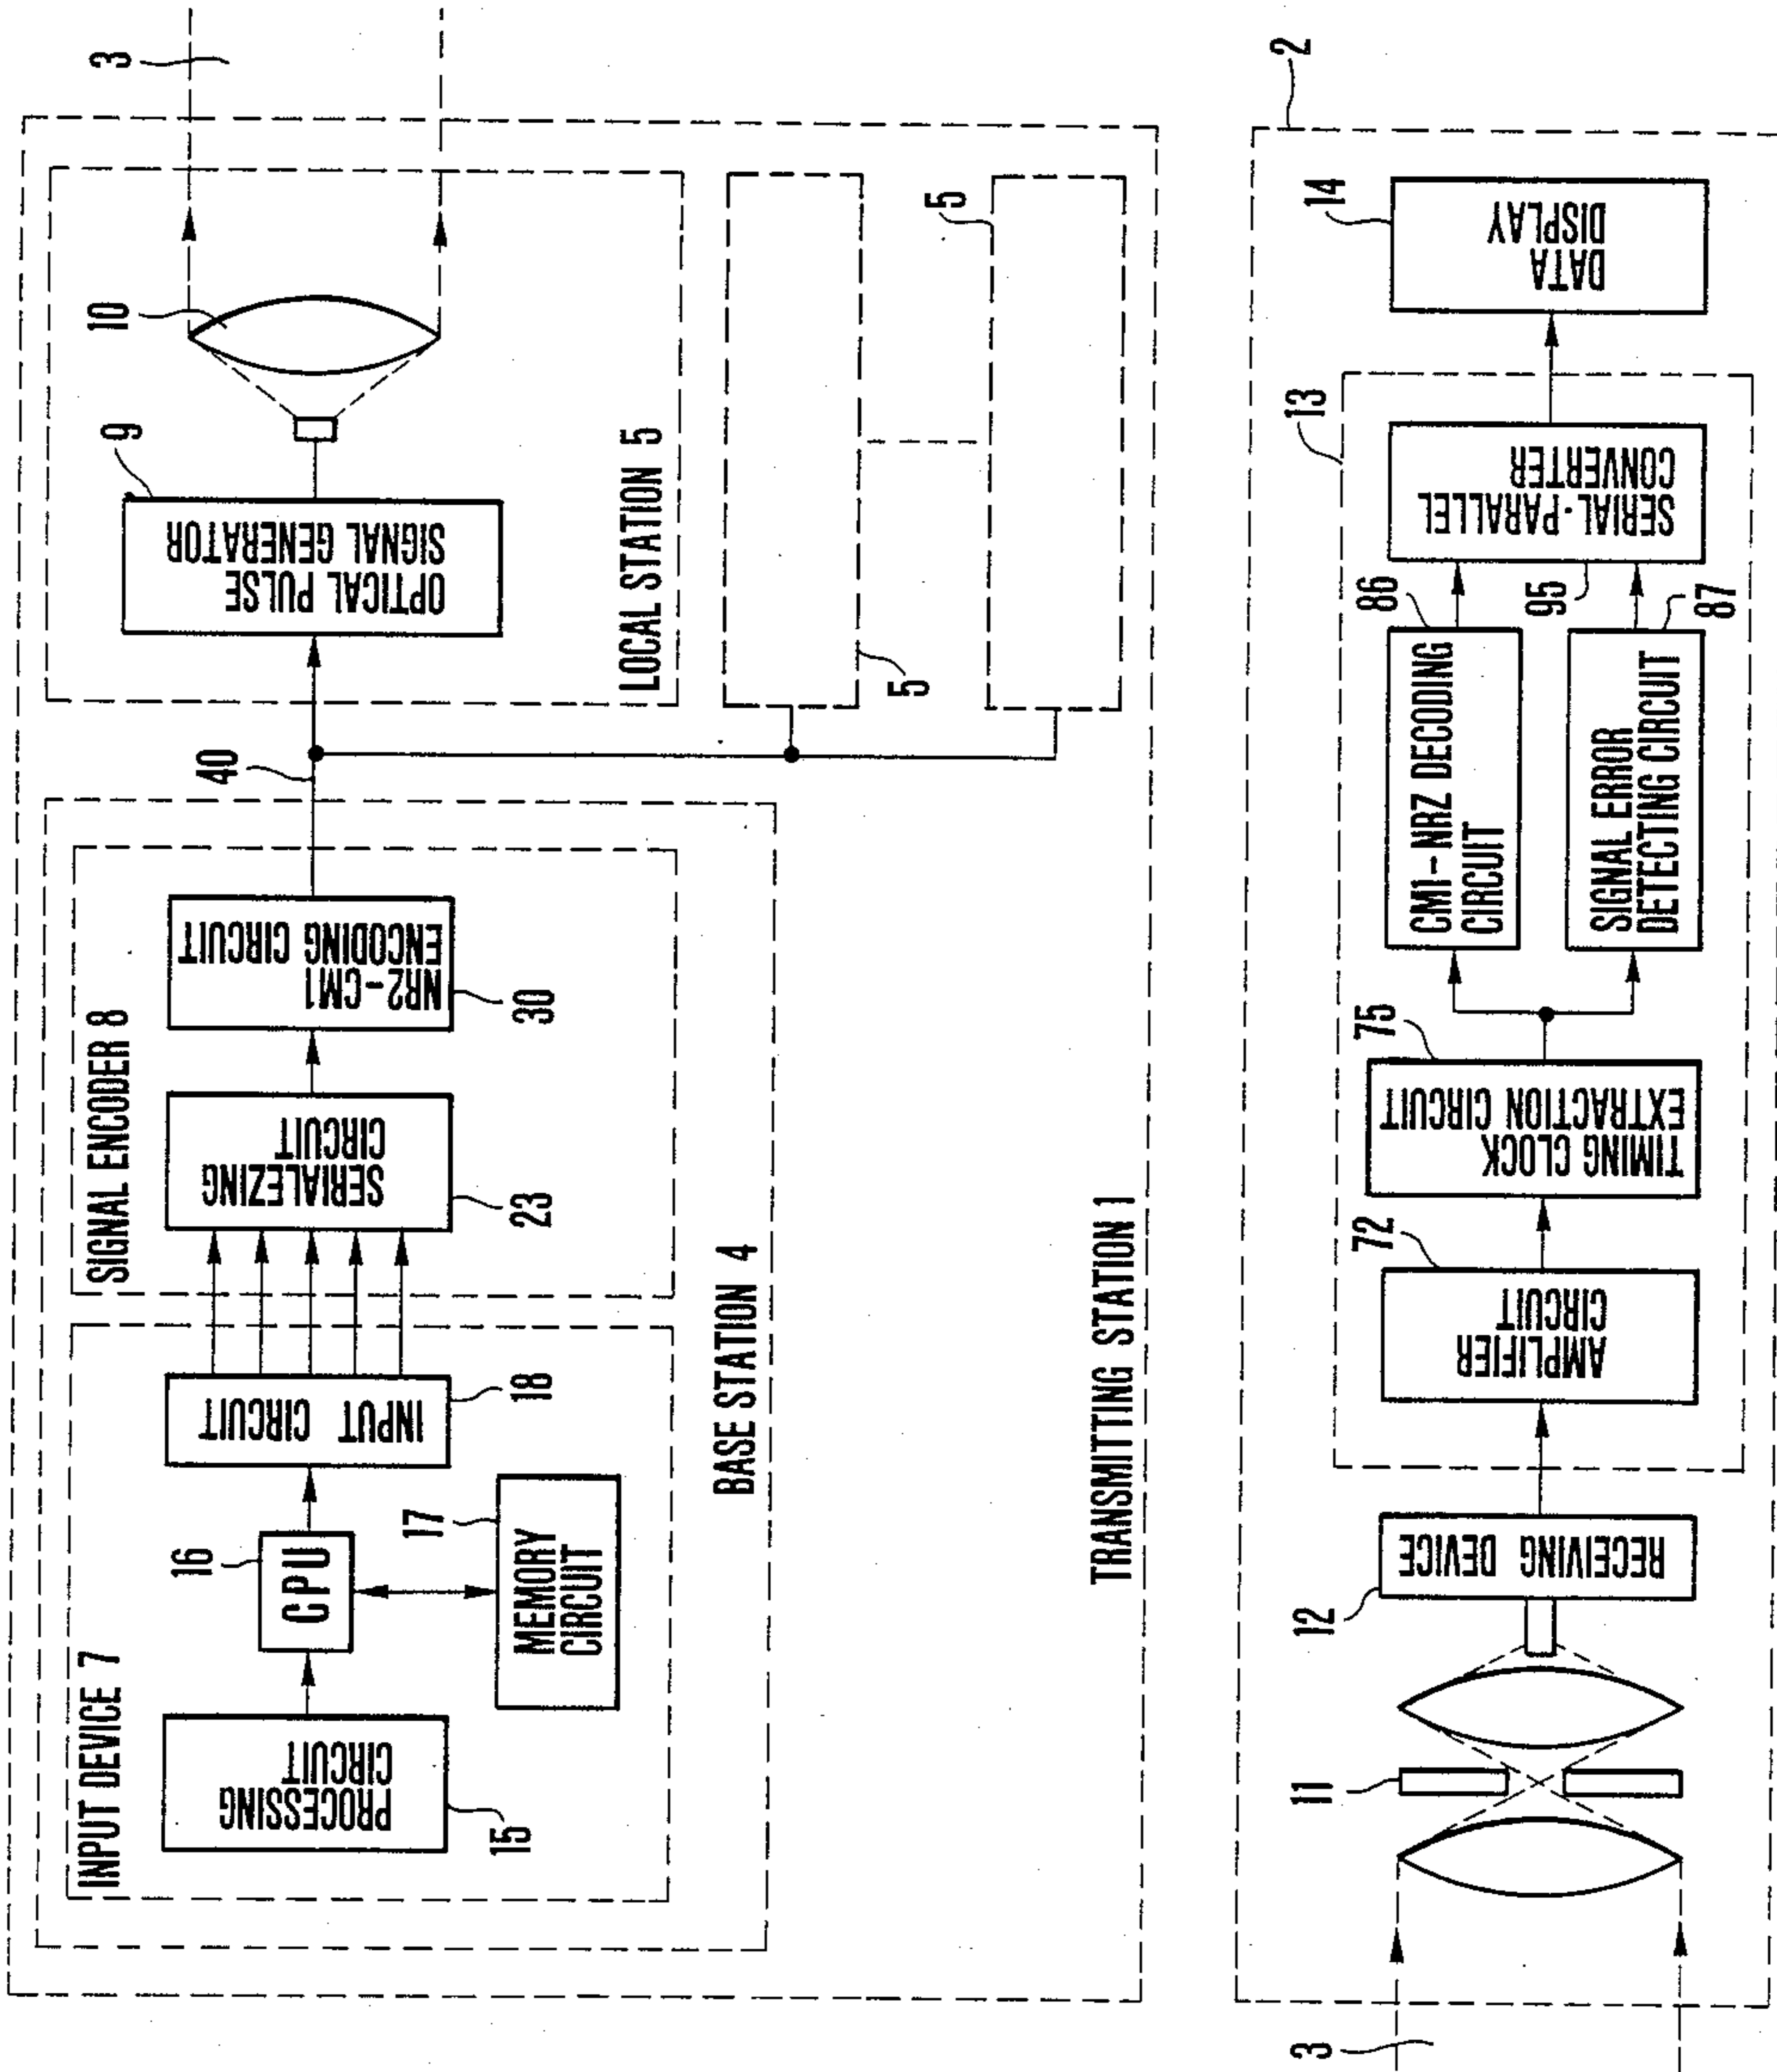 3
INPUT DEVICE 7
PROCESSING
CIRCUIT
15
16
CPU
17
MEMORY
CIRCUIT
INPUT CIRCUIT
18
SIGNAL ENCODER 8
SERIALEZING
CIRCUIT
23
NR2-CM1
ENCODING CIRCUIT
30
BASE STATION 4
40
9
OPTICAL PULSE
SIGNAL GENERATOR
10
LOCAL STATION 5
5
5
TRANSMITTING STATION 1
2
3
11
12
RECEIVING DEVICE
72
AMPLIFIER
CIRCUIT
75
TIMING CLOCK
EXTRACTION CIRCUIT
86
CM1-NRZ DECODING
CIRCUIT
SIGNAL ERROR
DETECTING CIRCUIT
87
13
SERIAL-PARALLEL
CONVERTER
95
14
DATA
DISPLAY